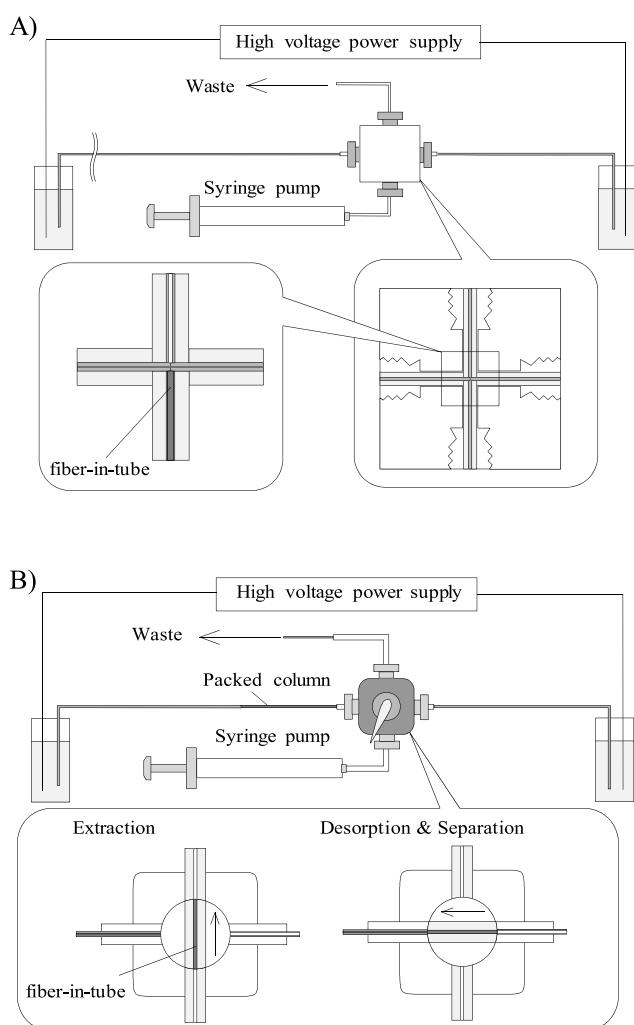 A)
High voltage power supply
Waste
Syringe pump
fiber-in-tube
B)
High voltage power supply
Waste
Packed column
Syringe pump
Extraction
Desorption & Separation
fiber-in-tube